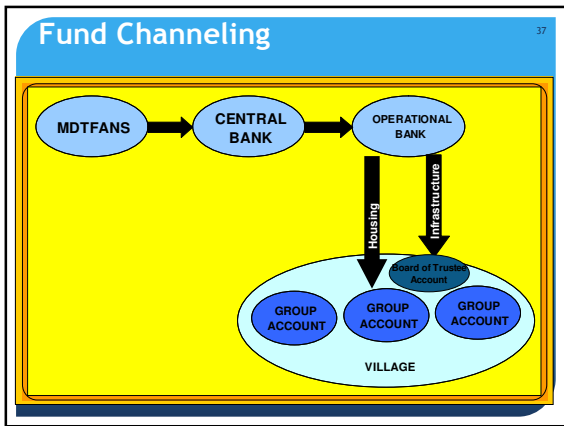 Fund Channeling
37
MDTFANS
CENTRAL
BANK
OPERATIONAL
BANK
Housing
Infrastructure
Board of Trustee
Account
GROUP
ACCOUNT
GROUP
ACCOUNT
GROUP
ACCOUNT
VILLAGE